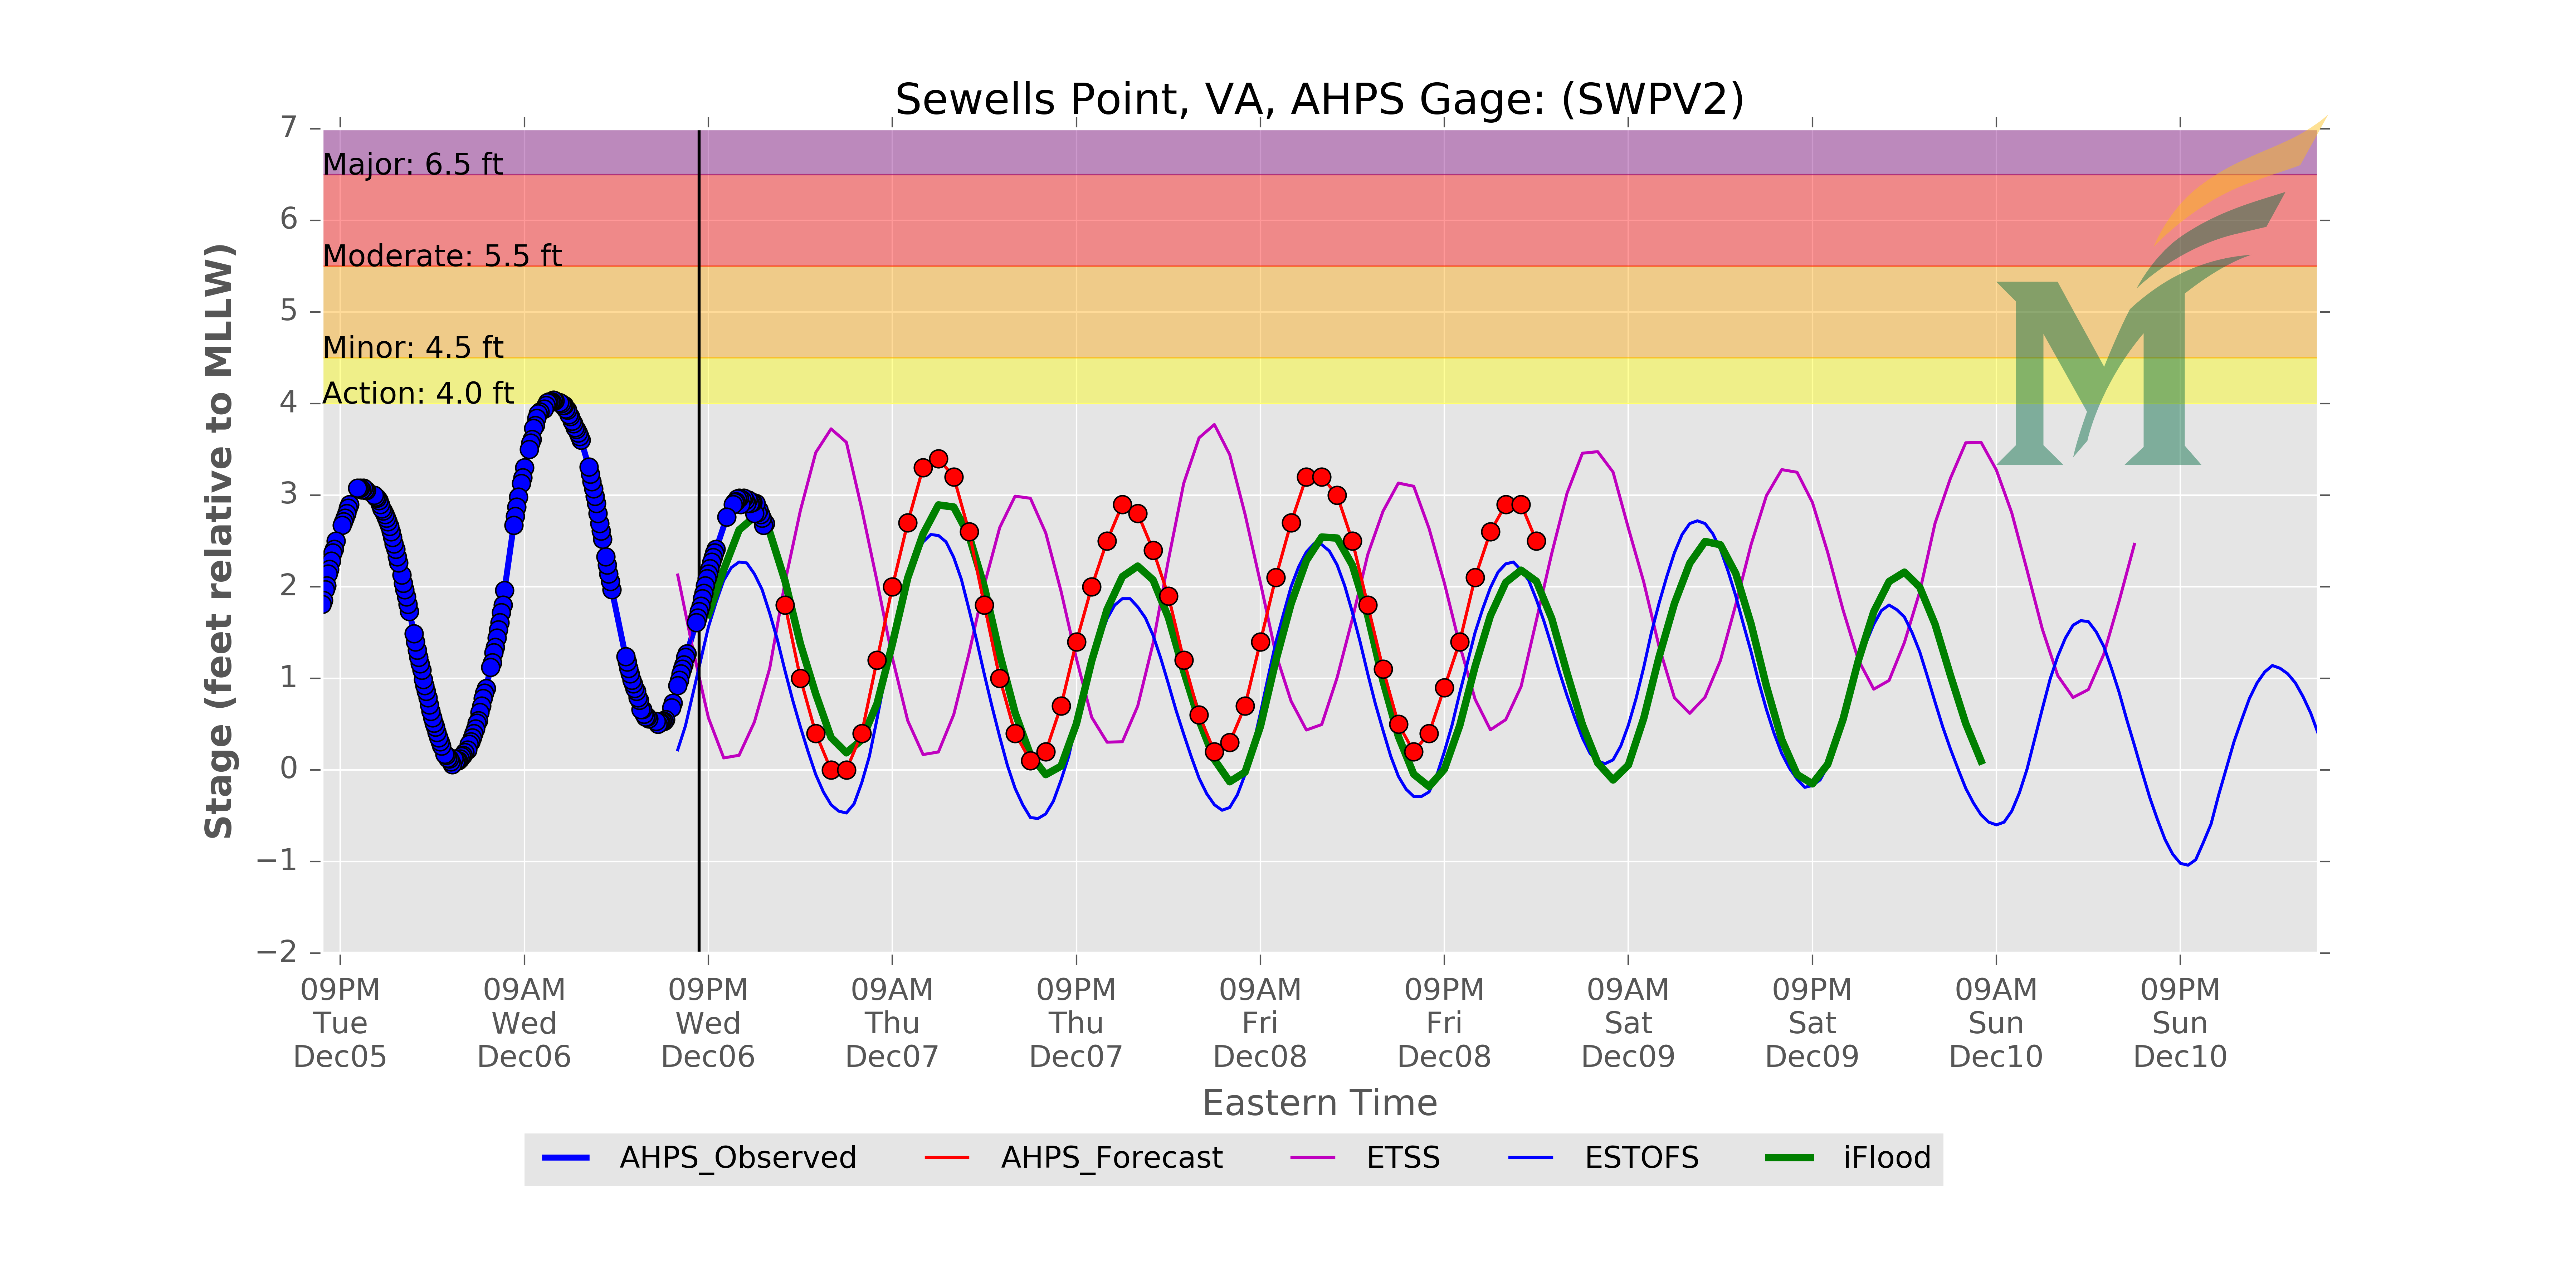 Sewells Point, VA, AHPS Gage: (SWPV2)
7
Major: 6.5 ft
6
Moderate: 5.5 ft
5
Minor: 4.5 ft
Action: 4.0 ft
4
3
2
1
0
−1
−2
Stage (feet relative to MLLW)
09PM 09AM 09PM 09AM 09PM 09AM 09PM 09AM 09PM 09AM 09PM
Tue Wed Wed Thu Thu Fri Fri Sat Sat Sun Sun
Dec05 Dec06 Dec06 Dec07 Dec07 Dec08 Dec08 Dec09 Dec09 Dec10 Dec10
Eastern Time
AHPS_Observed AHPS_Forecast ETSS ESTOFS iFlood
M